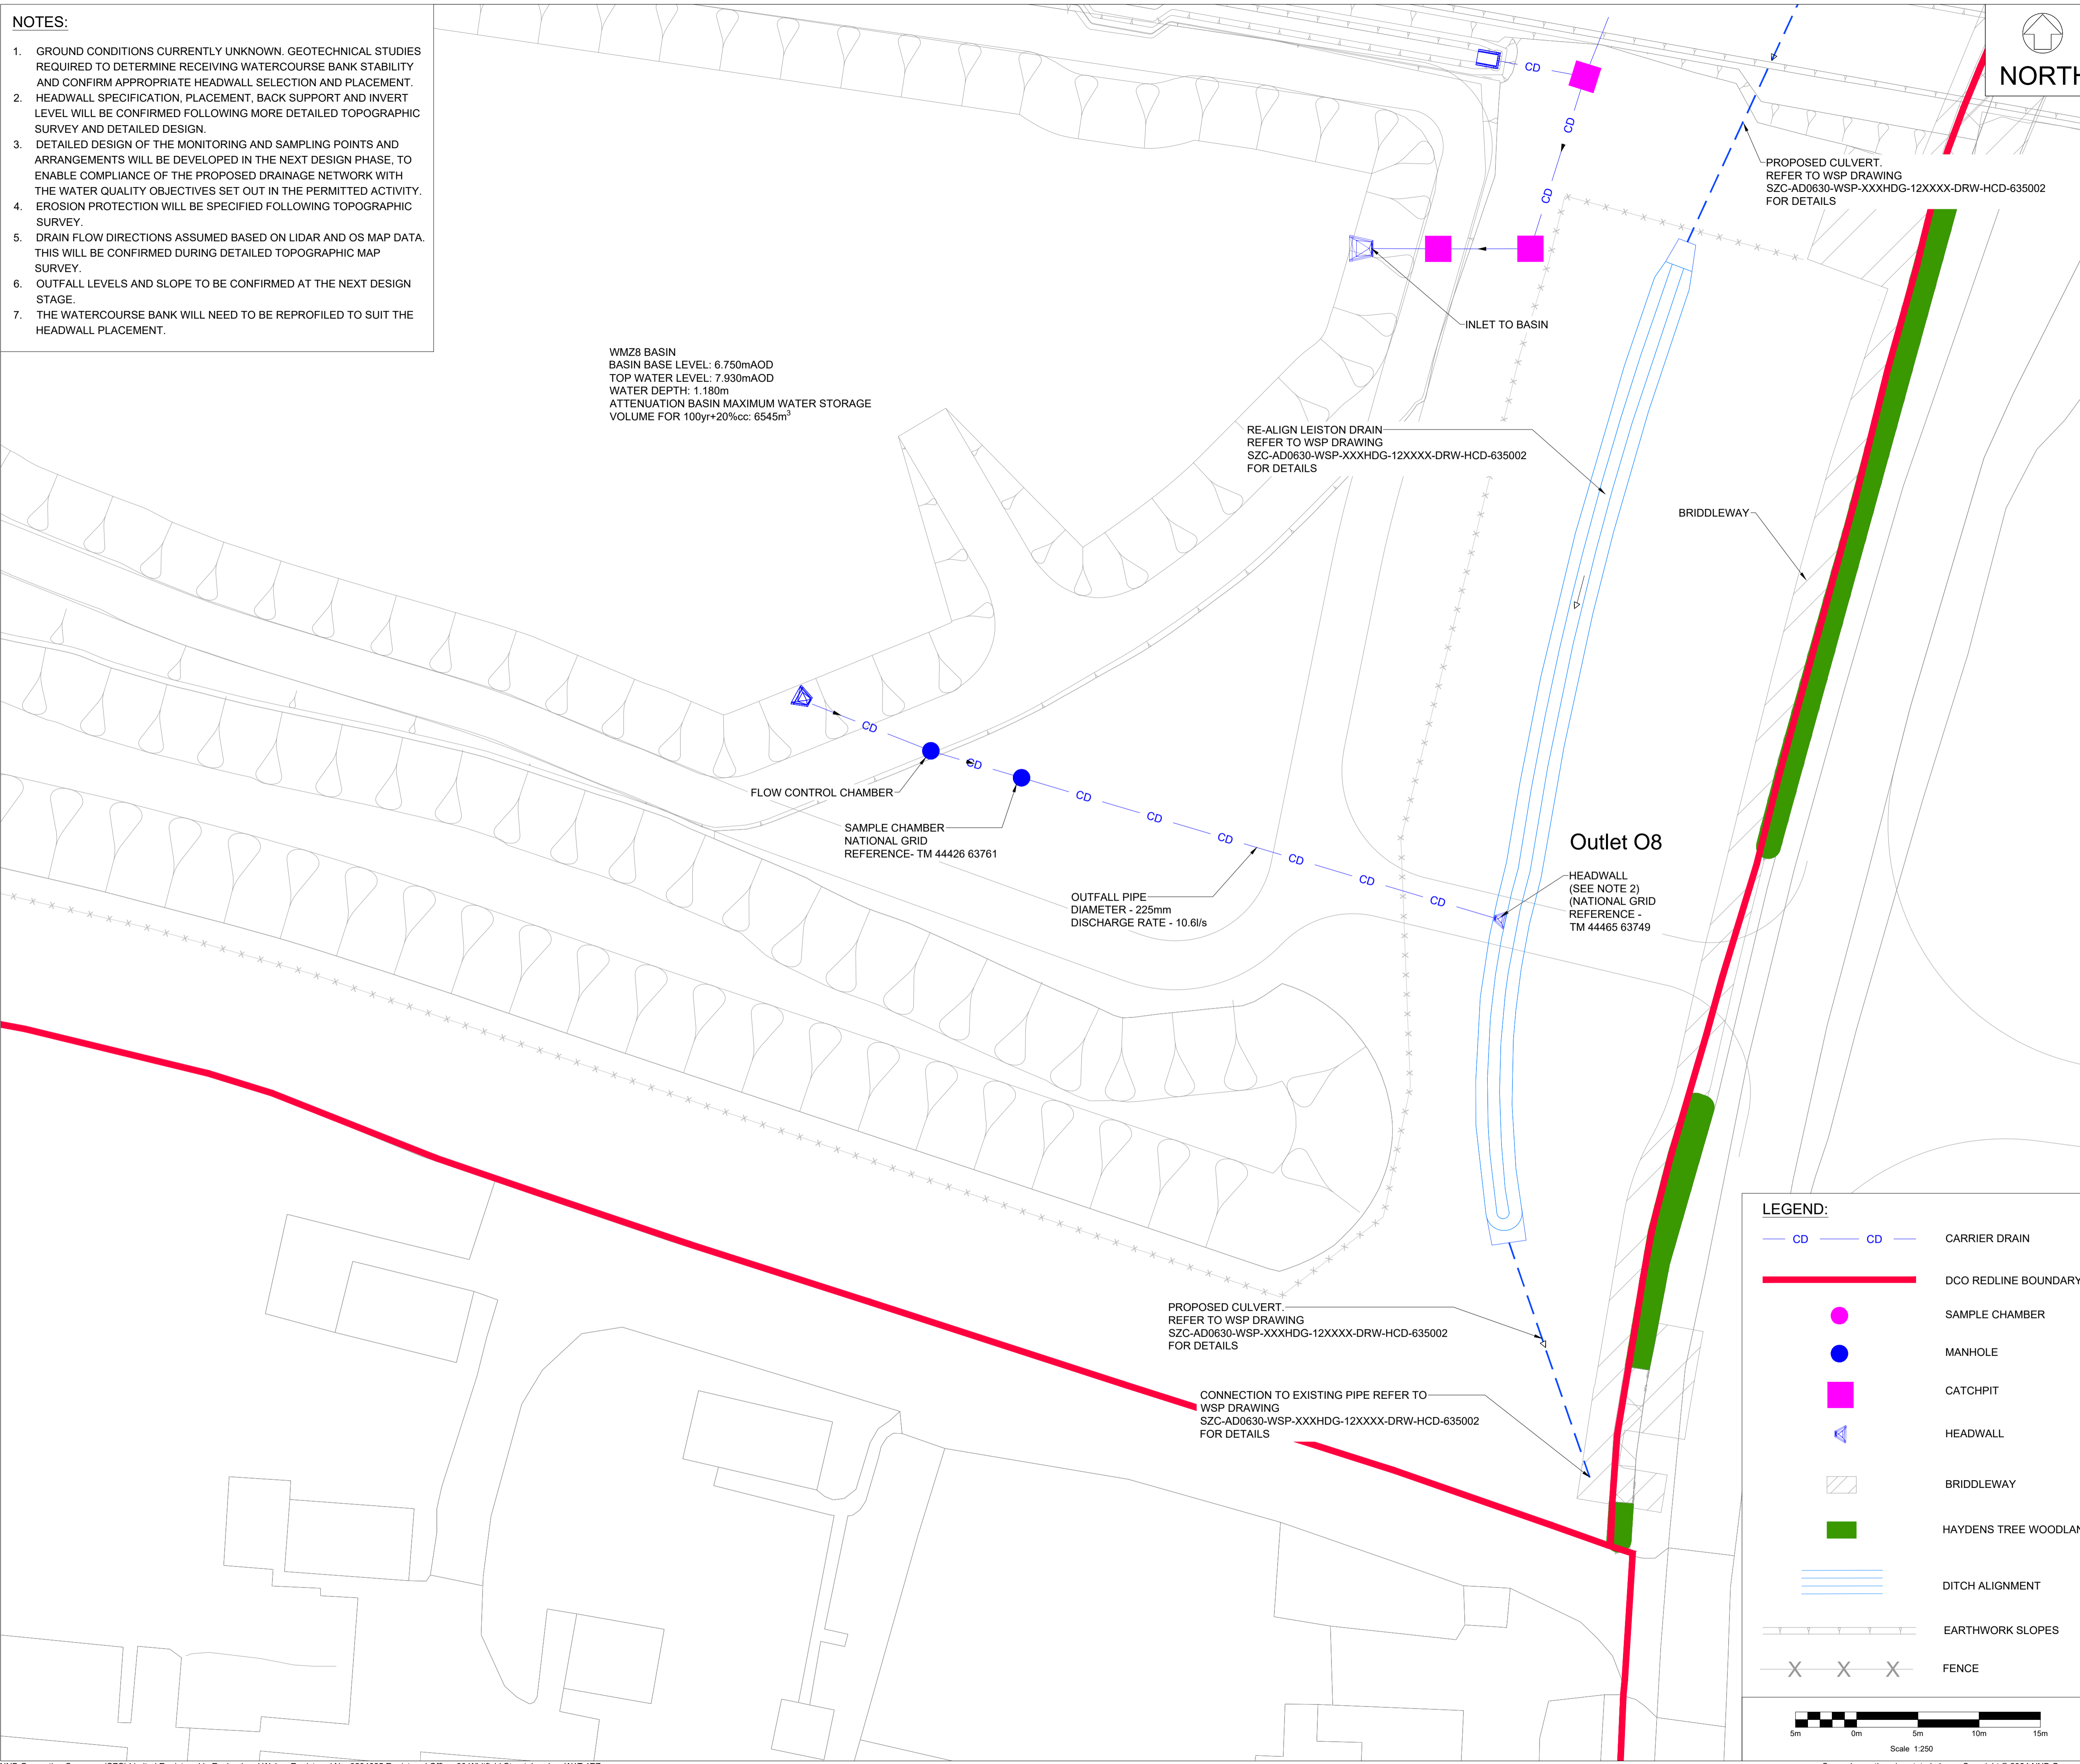 NOTES:
1. GROUND CONDITIONS CURRENTLY UNKNOWN. GEOTECHNICAL STUDIES
REQUIRED TO DETERMINE RECEIVING WATERCOURSE BANK STABILITY
AND CONFIRM APPROPRIATE HEADWALL SELECTION AND PLACEMENT.
2. HEADWALL SPECIFICATION, PLACEMENT, BACK SUPPORT AND INVERT
LEVEL WILL BE CONFIRMED FOLLOWING MORE DETAILED TOPOGRAPHIC
SURVEY AND DETAILED DESIGN.
3. DETAILED DESIGN OF THE MONITORING AND SAMPLING POINTS AND
ARRANGEMENTS WILL BE DEVELOPED IN THE NEXT DESIGN PHASE, TO
ENABLE COMPLIANCE OF THE PROPOSED DRAINAGE NETWORK WITH
THE WATER QUALITY OBJECTIVES SET OUT IN THE PERMITTED ACTIVITY.
4. EROSION PROTECTION WILL BE SPECIFIED FOLLOWING TOPOGRAPHIC
SURVEY.
5. DRAIN FLOW DIRECTIONS ASSUMED BASED ON LIDAR AND OS MAP DATA.
THIS WILL BE CONFIRMED DURING DETAILED TOPOGRAPHIC MAP
SURVEY.
6. OUTFALL LEVELS AND SLOPE TO BE CONFIRMED AT THE NEXT DESIGN
STAGE.
7. THE WATERCOURSE BANK WILL NEED TO BE REPROFILED TO SUIT THE
HEADWALL PLACEMENT.
NORTH
CD
CD
CD
PROPOSED CULVERT.
REFER TO WSP DRAWING
SZC-AD0630-WSP-XXXHDG-12XXXX-DRW-HCD-635002
FOR DETAILS
INLET TO BASIN
WMZ8 BASIN
BASIN BASE LEVEL: 6.750mAOD
TOP WATER LEVEL: 7.930mAOD
WATER DEPTH: 1.180m
ATTENUATION BASIN MAXIMUM WATER STORAGE
VOLUME FOR 100yr+20%cc: 6545m³
RE-ALIGN LEISTON DRAIN
REFER TO WSP DRAWING
SZC-AD0630-WSP-XXXHDG-12XXXX-DRW-HCD-635002
FOR DETAILS
BRIDDLEWAY
CD
CD
CD
CD
CD
CD
CD
CD
FLOW CONTROL CHAMBER
SAMPLE CHAMBER
NATIONAL GRID
REFERENCE- TM 44426 63761
OUTFALL PIPE
DIAMETER - 225mm
DISCHARGE RATE - 10.6l/s
Outlet O8
HEADWALL
(SEE NOTE 2)
(NATIONAL GRID
REFERENCE -
TM 44465 63749
PROPOSED CULVERT.
REFER TO WSP DRAWING
SZC-AD0630-WSP-XXXHDG-12XXXX-DRW-HCD-635002
FOR DETAILS
CONNECTION TO EXISTING PIPE REFER TO
WSP DRAWING
SZC-AD0630-WSP-XXXHDG-12XXXX-DRW-HCD-635002
FOR DETAILS
LEGEND:
CD CD CARRIER DRAIN
DCO REDLINE BOUNDARY
SAMPLE CHAMBER
MANHOLE
CATCHPIT
HEADWALL
BRIDDLEWAY
HAYDENS TREE WOODLAN
DITCH ALIGNMENT
EARTHWORK SLOPES
X X X FENCE
5m 0m 5m 10m 15m
Scale 1:250